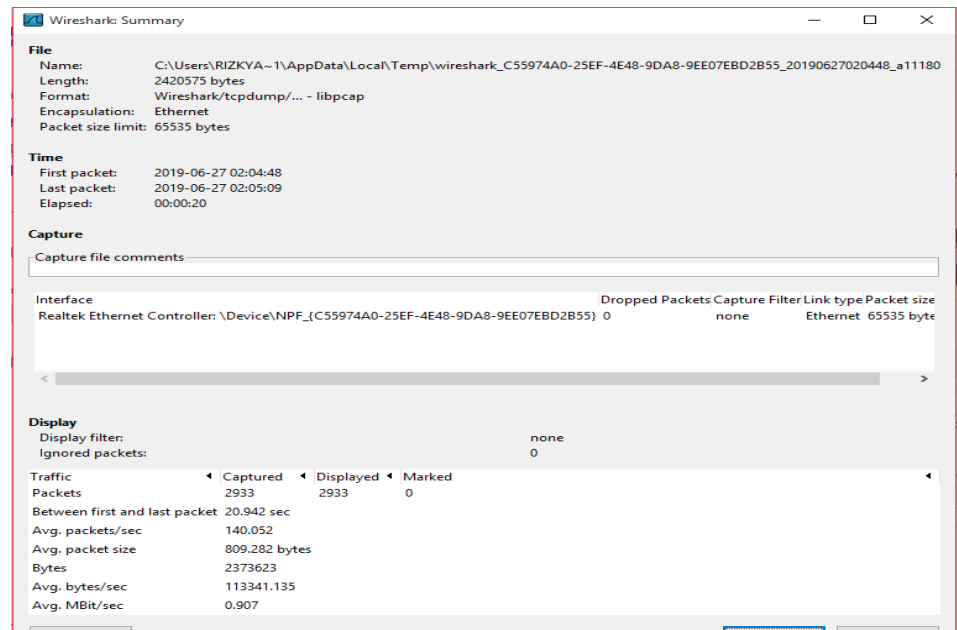 Wireshark: Summary
File
Name: C:\Users\RIZKYA~1\AppData\Local\Temp\wireshark_C55974A0-25EF-4E48-9DA8-9EE07EBD2B55_20190627020448_a11180
Length: 2420575 bytes
Format: Wireshark/tcpdump/... - libpcap
Encapsulation: Ethernet
Packet size limit: 65535 bytes
Time
First packet: 2019-06-27 02:04:48
Last packet: 2019-06-27 02:05:09
Elapsed: 00:00:20
Capture
Capture file comments
Interface Dropped Packets Capture Filter Link type Packet size
Realtek Ethernet Controller: \Device\NPF_{C55974A0-25EF-4E48-9DA8-9EE07EBD2B55} 0 none Ethernet 65535 byte
Display
Display filter: none
Ignored packets: 0
Traffic Captured Displayed Marked
Packets 2933 2933 0
Between first and last packet 20.942 sec
Avg. packets/sec 140.052
Avg. packet size 809.282 bytes
Bytes 2373623
Avg. bytes/sec 113341.135
Avg. MBit/sec 0.907